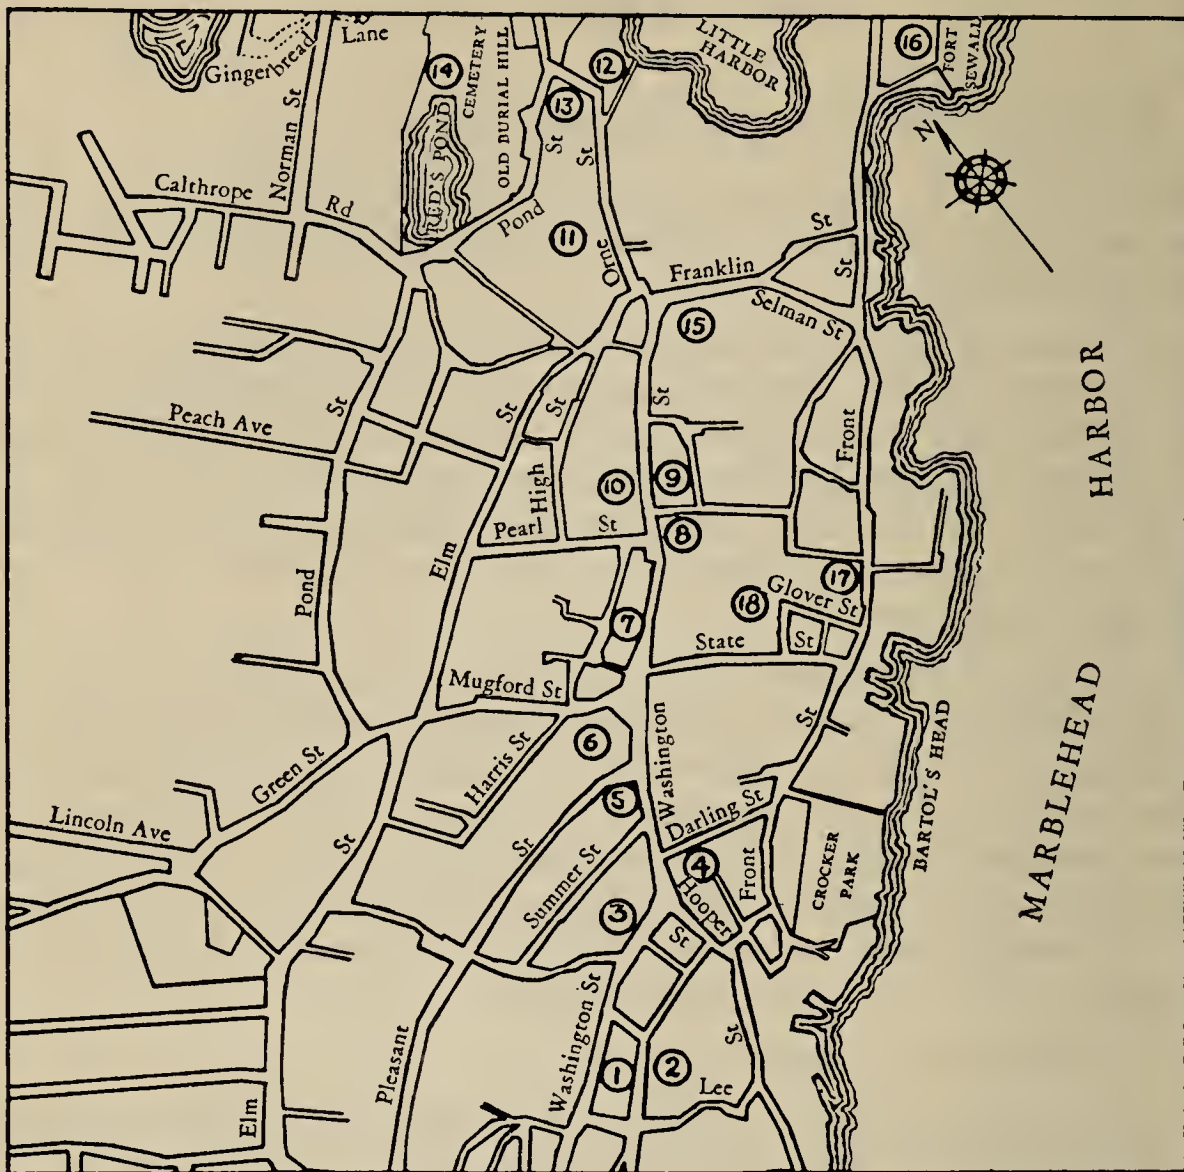 Lane
Gingerbread
Norman St
14
CEMETERY
OLD DURIAL HILL
RED'S POND
12
13
St
St
LITTLE
HARBOR
16
FORT
SEWALL
N
Calthrope
Rd
Pond
11
Orne
Franklin
St
St
Selman St
15
Peach Ave
St
St
St
St
Front
HARBOR
High
10
9
Pearl
St
8
Elm
Pond
7
18
17
Glover St
State
St
Mugford St
Washington
St
6
Harris St
Green St
5
Darling St
BARTOL'S HEAD
MARBLEHEAD
Lincoln Ave
St
St
Summer St
4
Hooper
Front
CROCKER
PARK
3
St
Washington St
Pleasant
1
2
St
Lee
Elm